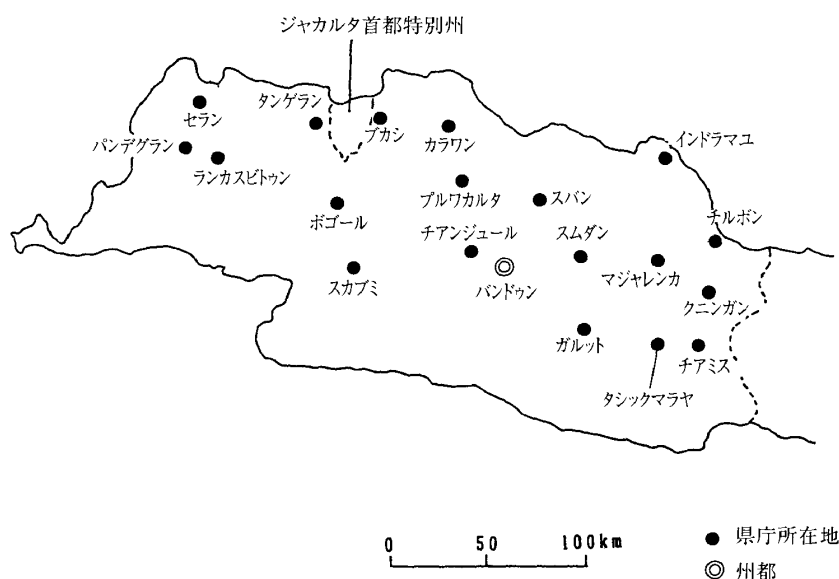 ジャカルタ首都特別州
セラン
タンゲラン
ブカシ
カラワン
インドラマユ
パンデグラン
ランカスビトゥン
ボゴール
プルワカルタ
スバン
チルボン
チアンジュール
スムダン
スカブミ
バンドゥン
マジャレンカ
クニンガン
ガルット
チアミス
タシックマラヤ
0 50 100km
● 県庁所在地
◎ 州都